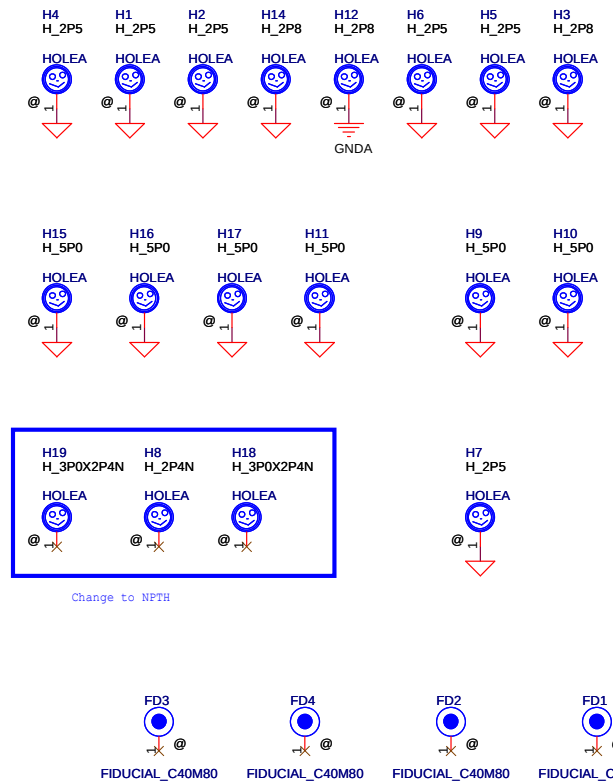 H4 H1 H2 H14 H12 H6 H5 H3
H_2P5 H_2P5 H_2P5 H_2P8 H_2P8 H_2P5 H_2P5 H_2P8
HOLEA HOLEA HOLEA HOLEA HOLEA HOLEA HOLEA HOLEA
@ 1 @ 1 @ 1 @ 1 @ 1 @ 1 @ 1 @ 1
GNDA
H15 H16 H17 H11 H9 H10
H_5P0 H_5P0 H_5P0 H_5P0 H_5P0 H_5P0
HOLEA HOLEA HOLEA HOLEA HOLEA HOLEA
@ 1 @ 1 @ 1 @ 1 @ 1 @ 1
H19 H8 H18 H7
H_3P0X2P4N H_2P4N H_3P0X2P4N H_2P5
HOLEA HOLEA HOLEA HOLEA
@ 1 @ 1 @ 1 @ 1
Change to NPTH
FD3 FD4 FD2 FD1
1 @ 1 @ 1 @ 1
FIDUCIAL_C40M80 FIDUCIAL_C40M80 FIDUCIAL_C40M80 FIDUCIAL_C